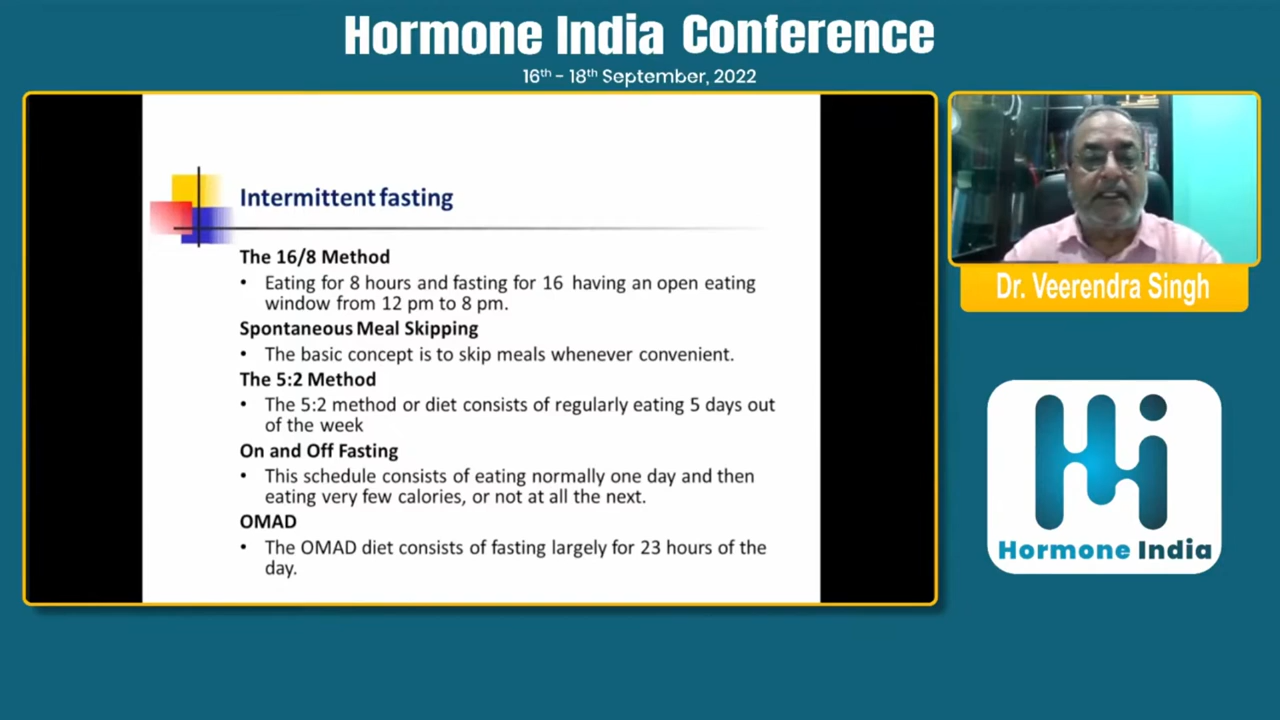 Hormone India Conference
16th - 18th September, 2022
Intermittent fasting
The 16/8 Method
• Eating for 8 hours and fasting for 16 having an open eating
window from 12 pm to 8 pm.
Spontaneous Meal Skipping
• The basic concept is to skip meals whenever convenient.
The 5:2 Method
• The 5:2 method or diet consists of regularly eating 5 days out
of the week
On and Off Fasting
• This schedule consists of eating normally one day and then
eating very few calories, or not at all the next.
OMAD
• The OMAD diet consists of fasting largely for 23 hours of the
day.
Dr. Veerendra Singh
Hi
Hormone India